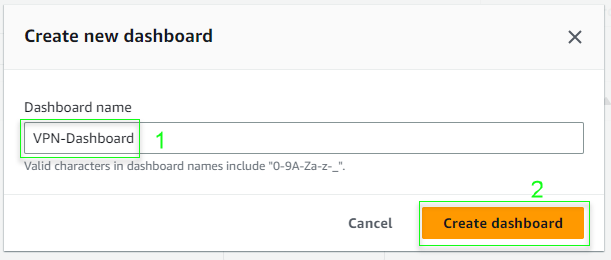 Create new dashboard
Dashboard name
VPN-Dashboard 1
Valid characters in dashboard names include "0-9A-Za-z-_".
2
Cancel Create dashboard